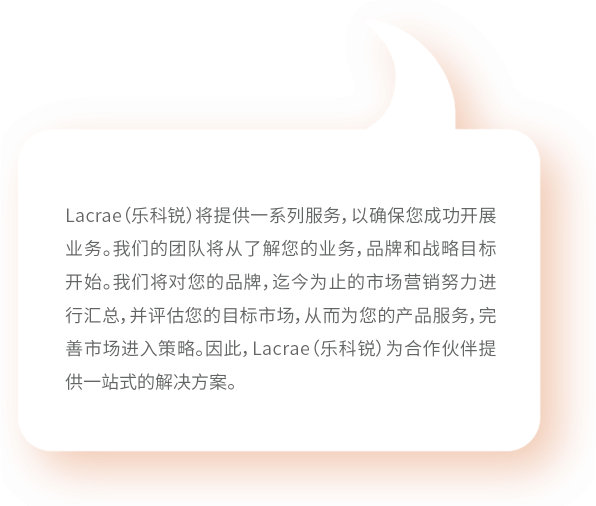 Lacrae（乐科锐）将提供一系列服务，以确保您成功开展
业务。我们的团队将从了解您的业务，品牌和战略目标
开始。我们将对您的品牌，迄今为止的市场营销努力进
行汇总，并评估您的目标市场，从而为您的产品服务，完
善市场进入策略。因此，Lacrae（乐科锐）为合作伙伴提
供一站式的解决方案。